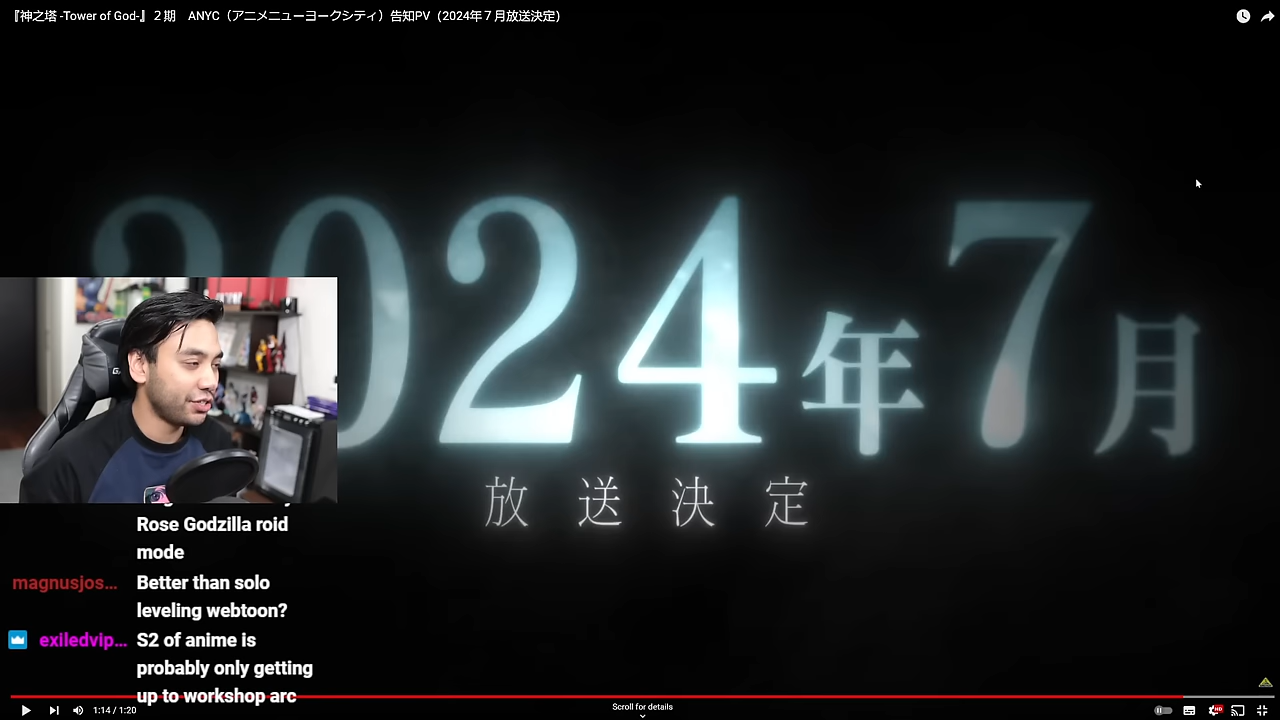 『神之塔 -Tower of God-』２期　ANYC（アニメニューヨークシティ）告知PV（2024年７月放送決定）
2024年7月
放送決定
Rose Godzilla roid
mode
magnusjos... Better than solo
leveling webtoon?
exiledvip... S2 of anime is
probably only getting
up to workshop arc
1:14 / 1:20
Scroll for details
HD